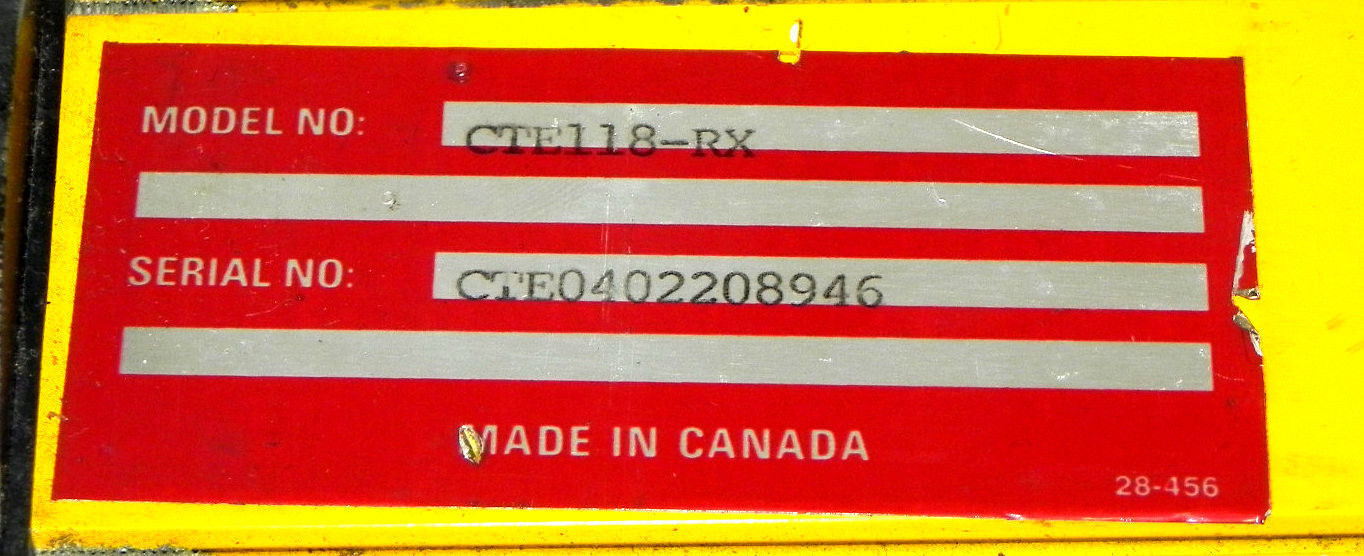 MODEL NO: CTE118-RX
SERIAL NO: CTE0402208946
MADE IN CANADA
28-456